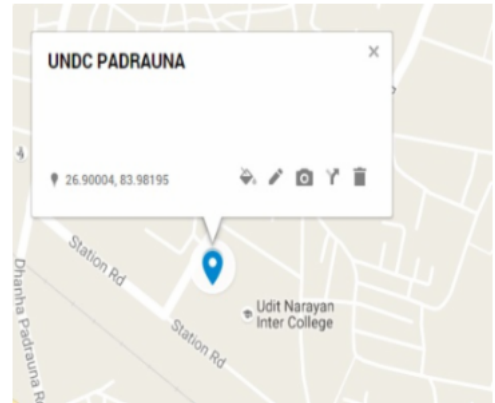 UNDC PADRAUNA
26.90004, 83.98195
Station Rd
Dhanha Padrauna R
Udit Narayan
Inter College
Station Rd